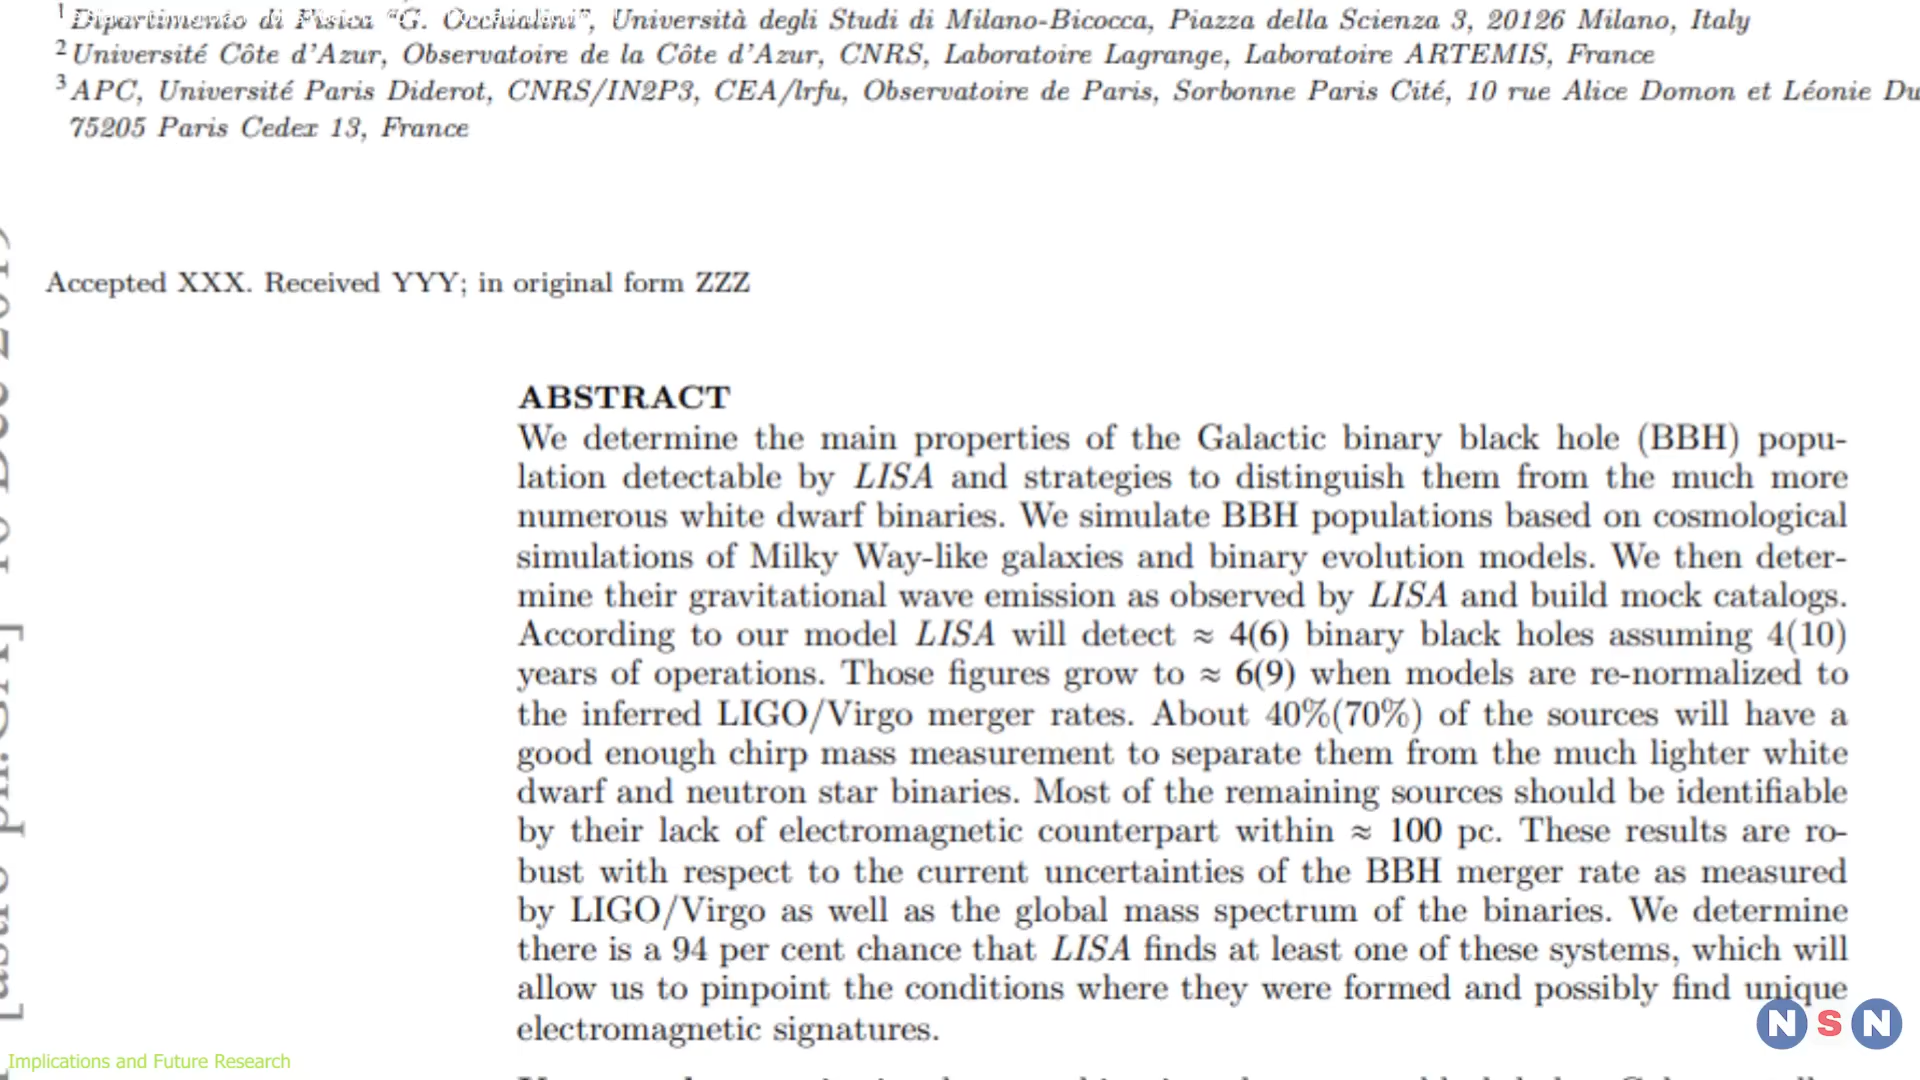 1 Dipartimento di Fisica “G. Occhialini”, Università degli Studi di Milano-Bicocca, Piazza della Scienza 3, 20126 Milano, Italy
2 Université Côte d’Azur, Observatoire de la Côte d’Azur, CNRS, Laboratoire Lagrange, Laboratoire ARTEMIS, France
3 APC, Université Paris Diderot, CNRS/IN2P3, CEA/lrfu, Observatoire de Paris, Sorbonne Paris Cité, 10 rue Alice Domon et Léonie Du
75205 Paris Cedex 13, France
Accepted XXX. Received YYY; in original form ZZZ
ABSTRACT
We determine the main properties of the Galactic binary black hole (BBH) popu-
lation detectable by LISA and strategies to distinguish them from the much more
numerous white dwarf binaries. We simulate BBH populations based on cosmological
simulations of Milky Way-like galaxies and binary evolution models. We then deter-
mine their gravitational wave emission as observed by LISA and build mock catalogs.
According to our model LISA will detect ≈ 4(6) binary black holes assuming 4(10)
years of operations. Those figures grow to ≈ 6(9) when models are re-normalized to
the inferred LIGO/Virgo merger rates. About 40%(70%) of the sources will have a
good enough chirp mass measurement to separate them from the much lighter white
dwarf and neutron star binaries. Most of the remaining sources should be identifiable
by their lack of electromagnetic counterpart within ≈ 100 pc. These results are ro-
bust with respect to the current uncertainties of the BBH merger rate as measured
by LIGO/Virgo as well as the global mass spectrum of the binaries. We determine
there is a 94 per cent chance that LISA finds at least one of these systems, which will
allow us to pinpoint the conditions where they were formed and possibly find unique
electromagnetic signatures.
NSN
Implications and Future Research